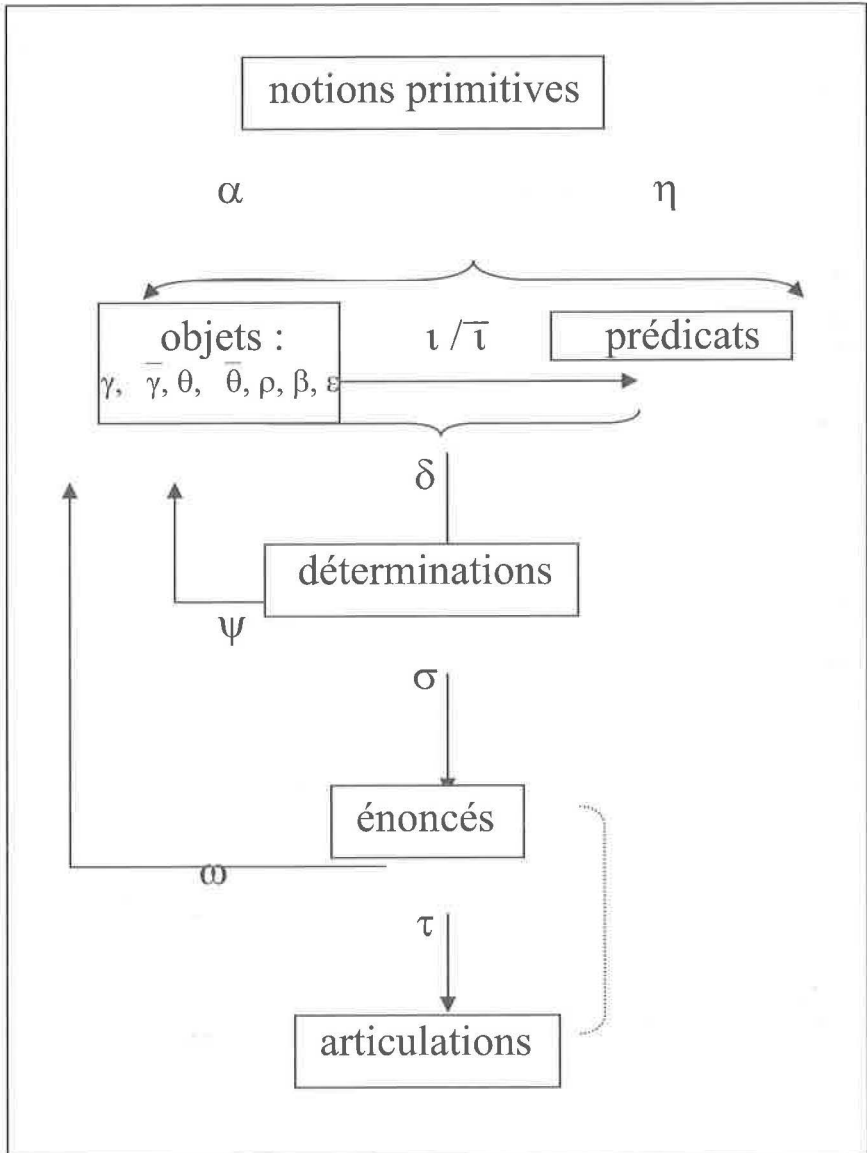 notions primitives
α η
objets : ι / ῑ prédicats
γ, γ̅, θ, θ̅, ρ, β, ε
δ
déterminations
ψ
σ
énoncés
ω
τ
articulations